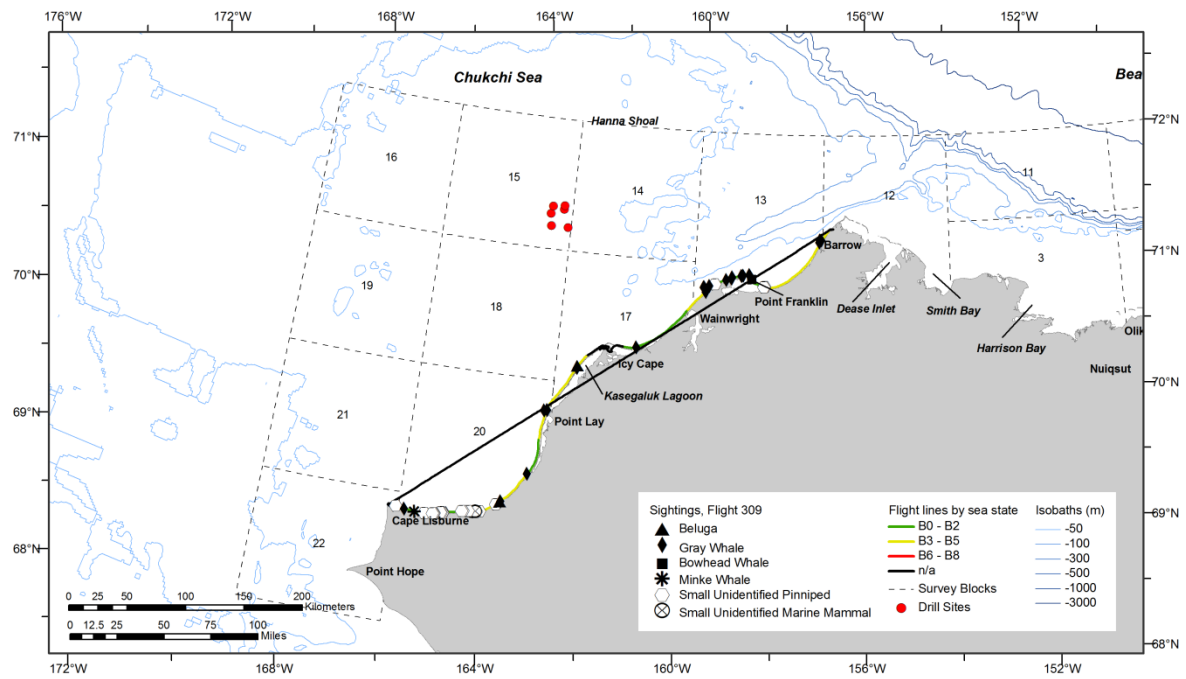 176°W 172°W 168°W 164°W 160°W 156°W 152°W
Chukchi Sea
Bea
72°N
71°N
Hanna Shoal
16
15
14
13
12
11
Barrow
71°N
3
70°N
19
18
17
Point Franklin
Dease Inlet
Smith Bay
Wainwright
Harrison Bay
Olik
Icy Cape
Nuiqsut
70°N
Kasegaluk Lagoon
69°N
21
20
Point Lay
Cape Lisburne
69°N
22
68°N
Point Hope
Sightings, Flight 309
Beluga
Gray Whale
Bowhead Whale
Minke Whale
Small Unidentified Pinniped
Small Unidentified Marine Mammal
Flight lines by sea state
B0 - B2
B3 - B5
B6 - B8
n/a
Survey Blocks
Drill Sites
Isobaths (m)
-50
-100
-300
-500
-1000
-3000
0 25 50 100 150 200
Kilometers
0 12.5 25 50 75 100
Miles
68°N
172°W 168°W 164°W 160°W 156°W 152°W